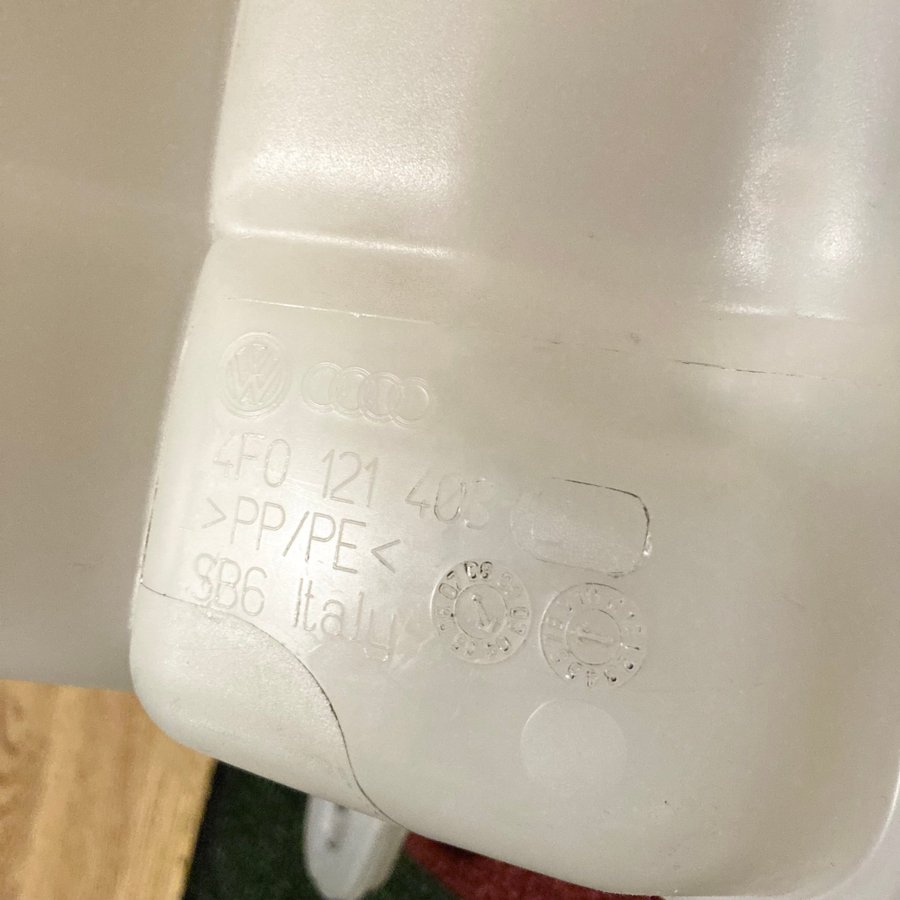 4F0 121 403
>PP/PE<
SB6 Italy